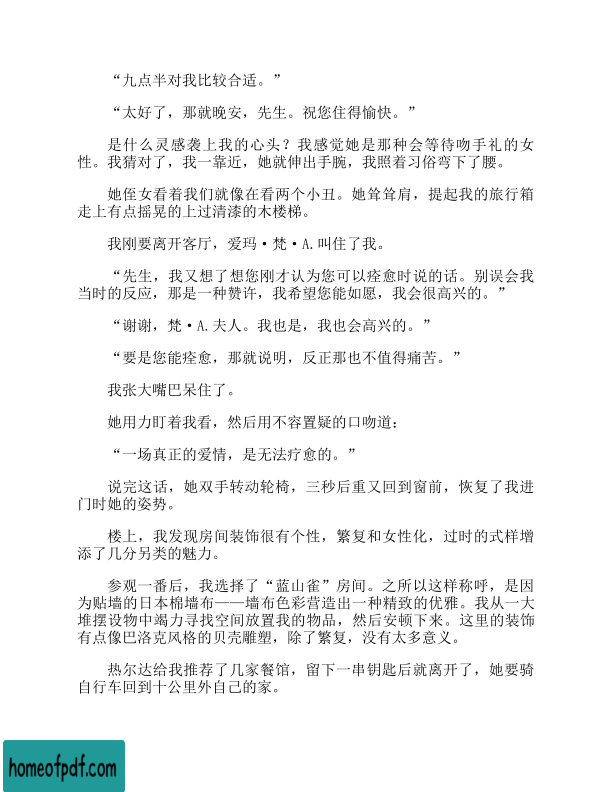 “九点半对我比较合适。”
“太好了，那就晚安，先生。祝您住得愉快。”
是什么灵感袭上我的心头？我感觉她是那种会等待吻手礼的女
性。我猜对了，我一靠近，她就伸出手腕，我照着习俗弯下了腰。
她侄女看着我们就像在看两个小丑。她耸耸肩，提起我的旅行箱
走上有点摇晃的上过清漆的木楼梯。
我刚要离开客厅，爱玛·梵·A.叫住了我。
“先生，我又想了想您刚才认为您可以痊愈时说的话。别误会我
当时的反应，那是一种赞许，我希望您能如愿，我会很高兴的。”
“谢谢，梵·A.夫人。我也是，我也会高兴的。”
“要是您能痊愈，那就说明，反正那也不值得痛苦。”
我张大嘴巴呆住了。
她用力盯着我看，然后用不容置疑的口吻道：
“一场真正的爱情，是无法疗愈的。”
说完这话，她双手转动轮椅，三秒后重又回到窗前，恢复了我进
门时她的姿势。
楼上，我发现房间装饰很有个性，繁复和女性化，过时的式样增
添了几分另类的魅力。
参观一番后，我选择了“蓝山雀”房间。之所以这样称呼，是因
为贴墙的日本棉墙布——墙布色彩营造出一种精致的优雅。我从一大
堆摆设物中竭力寻找空间放置我的物品，然后安顿下来。这里的装饰
有点像巴洛克风格的贝壳雕塑，除了繁复，没有太多意义。
热尔达给我推荐了几家餐馆，留下一串钥匙后就离开了，她要骑
自行车回到十公里外自己的家。
homeofpdf.com